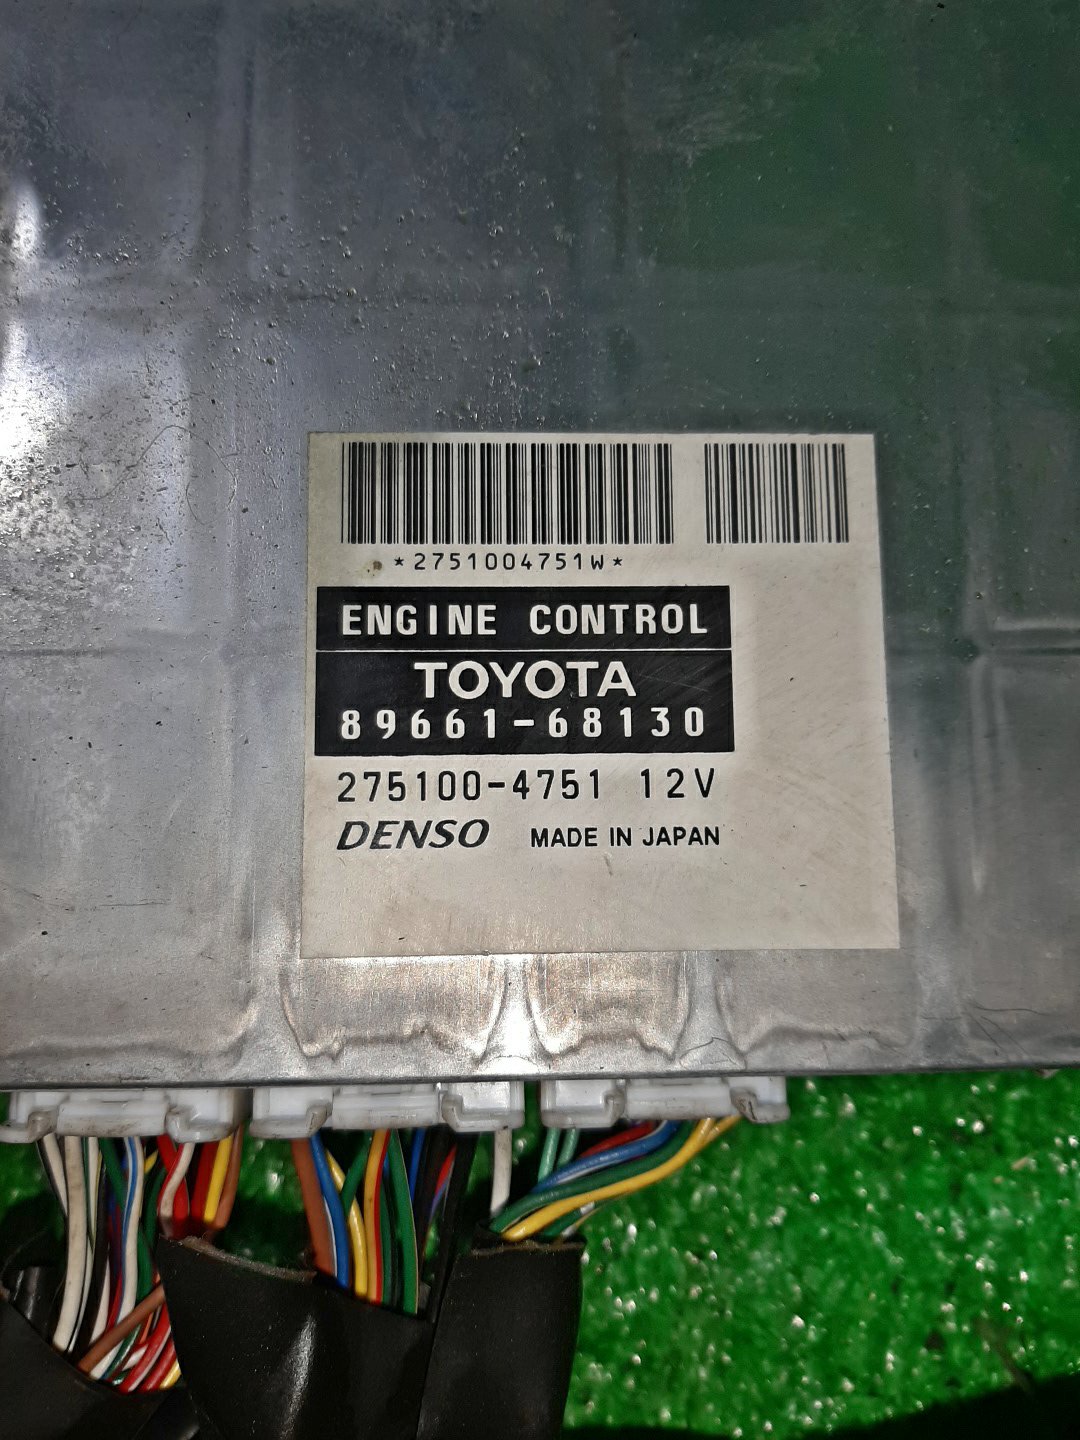 *2751004751W*
ENGINE CONTROL
TOYOTA
89661-68130
275100-4751 12V
DENSO MADE IN JAPAN